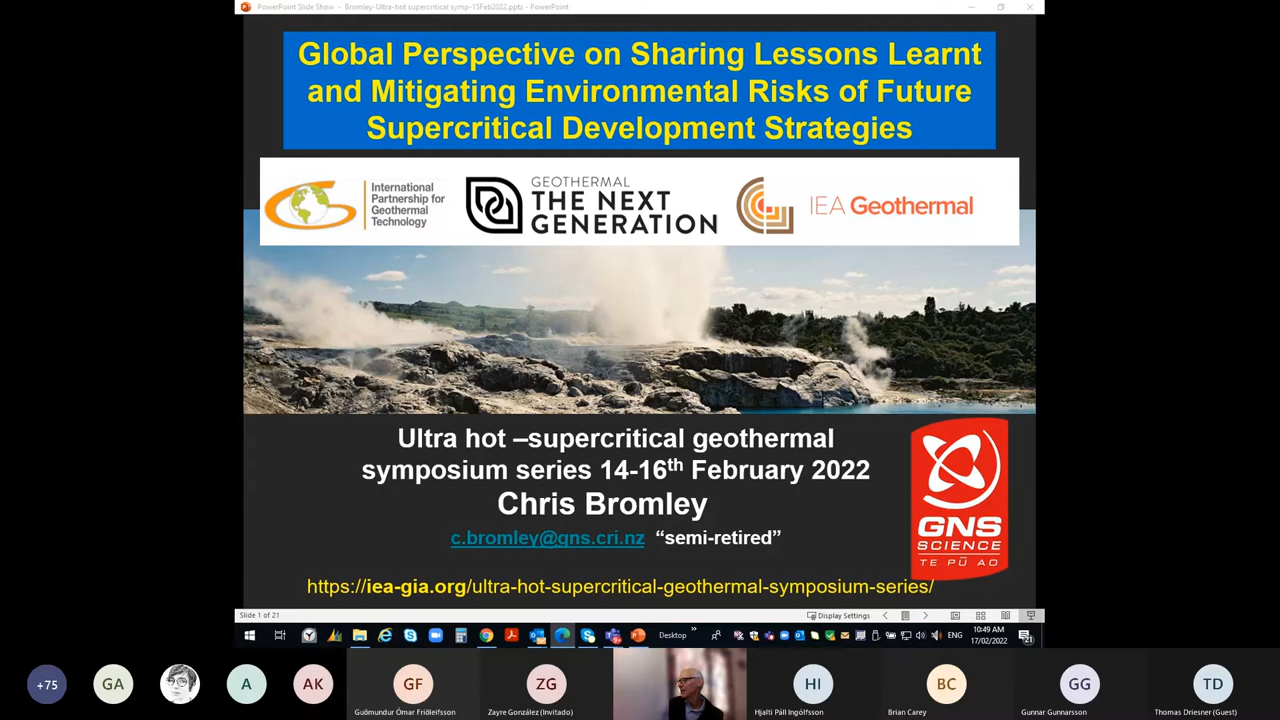 PowerPoint Slide Show - Bromley-Ultra-hot supercritical symp-15Feb2022.pptx - PowerPoint
Global Perspective on Sharing Lessons Learnt
and Mitigating Environmental Risks of Future
Supercritical Development Strategies
International
Partnership for
Geothermal
Technology
GEOTHERMAL
THE NEXT
GENERATION
IEA Geothermal
Ultra hot –supercritical geothermal
symposium series 14-16th February 2022
Chris Bromley
c.bromley@gns.cri.nz “semi-retired”
GNS
SCIENCE
TE PŪ AO
https://iea-gia.org/ultra-hot-supercritical-geothermal-symposium-series/
Slide 1 of 21
Display Settings
Desktop
ENG
10:49 AM
17/02/2022
21
+75
GA
A
AK
GF
Guðmundur Ómar Friðleifsson
ZG
Zayre González (Invitado)
HI
Hjalti Páll Ingólfsson
BC
Brian Carey
GG
Gunnar Gunnarsson
TD
Thomas Driesner (Guest)